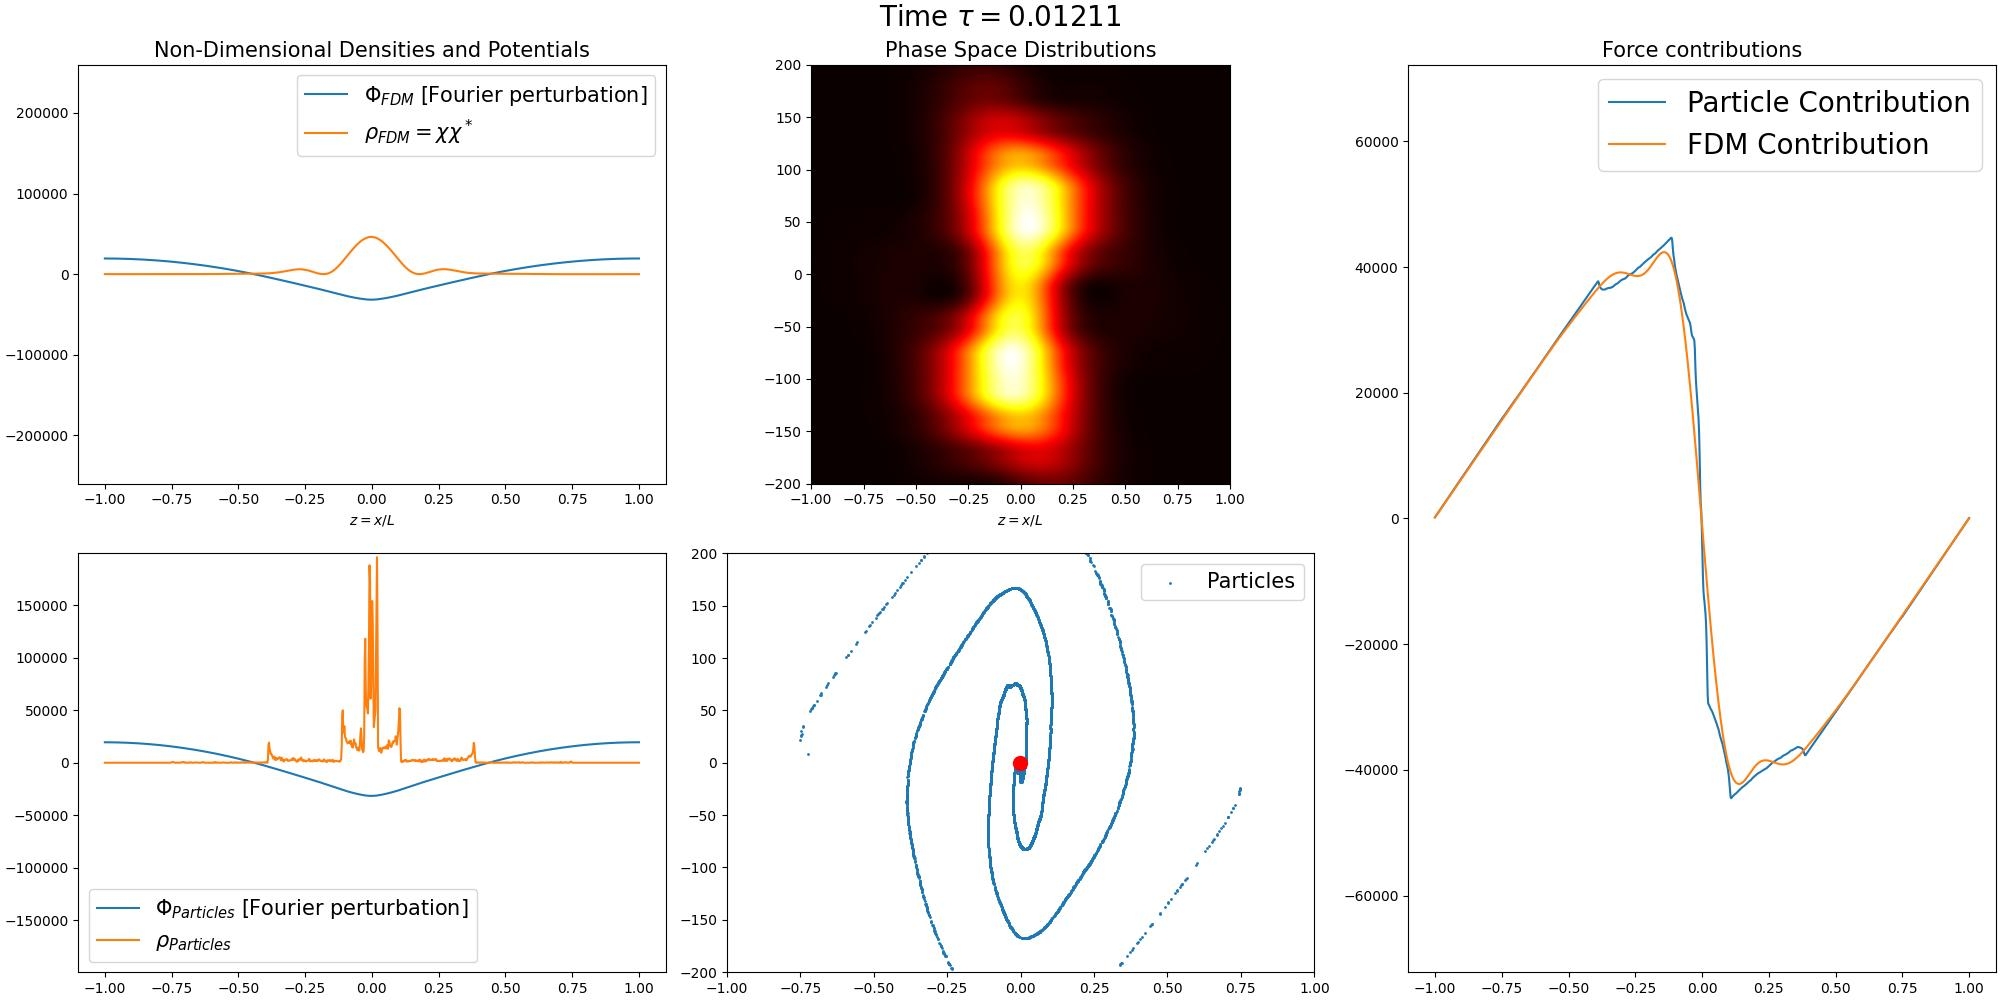 Time τ = 0.01211
Non-Dimensional Densities and Potentials
Φ_FDM [Fourier perturbation]
ρ_FDM = χχ*
200000
100000
0
−100000
−200000
−1.00 −0.75 −0.50 −0.25 0.00 0.25 0.50 0.75 1.00
z = x/L
Phase Space Distributions
200
150
100
50
0
−50
−100
−150
−200
−1.00 −0.75 −0.50 −0.25 0.00 0.25 0.50 0.75 1.00
z = x/L
Force contributions
Particle Contribution
FDM Contribution
60000
40000
20000
0
−20000
−40000
−60000
−1.00 −0.75 −0.50 −0.25 0.00 0.25 0.50 0.75 1.00
150000
100000
50000
0
−50000
−100000
−150000
Φ_Particles [Fourier perturbation]
ρ_Particles
−1.00 −0.75 −0.50 −0.25 0.00 0.25 0.50 0.75 1.00
Particles
200
150
100
50
0
−50
−100
−150
−200
−1.00 −0.75 −0.50 −0.25 0.00 0.25 0.50 0.75 1.00